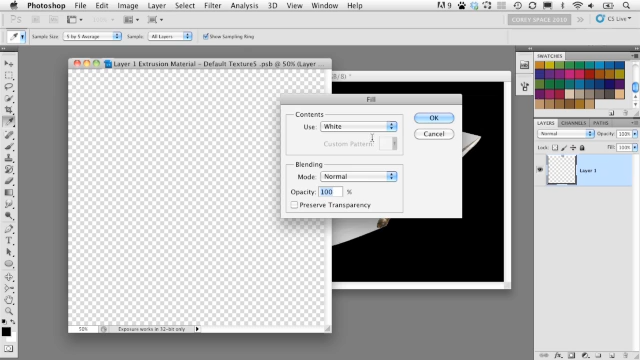 Photoshop File Edit Image Layer Select Filter Analysis 3D View Window Help
COREY SPACE 2010 CS Live
Sample Size: 5 by 5 Average Sample: All Layers Show Sampling Ring
Layer 1 Extrusion Material - Default Texture5 .psb @ 50% (Layer
Fill
Contents
Use: White
Custom Pattern:
OK
Cancel
Blending
Mode: Normal
Opacity: 100 %
Preserve Transparency
SWATCHES
LAYERS CHANNELS PATHS
Normal Opacity: 100%
Lock: Fill: 100%
Layer 1
50% Exposure works in 32-bit only